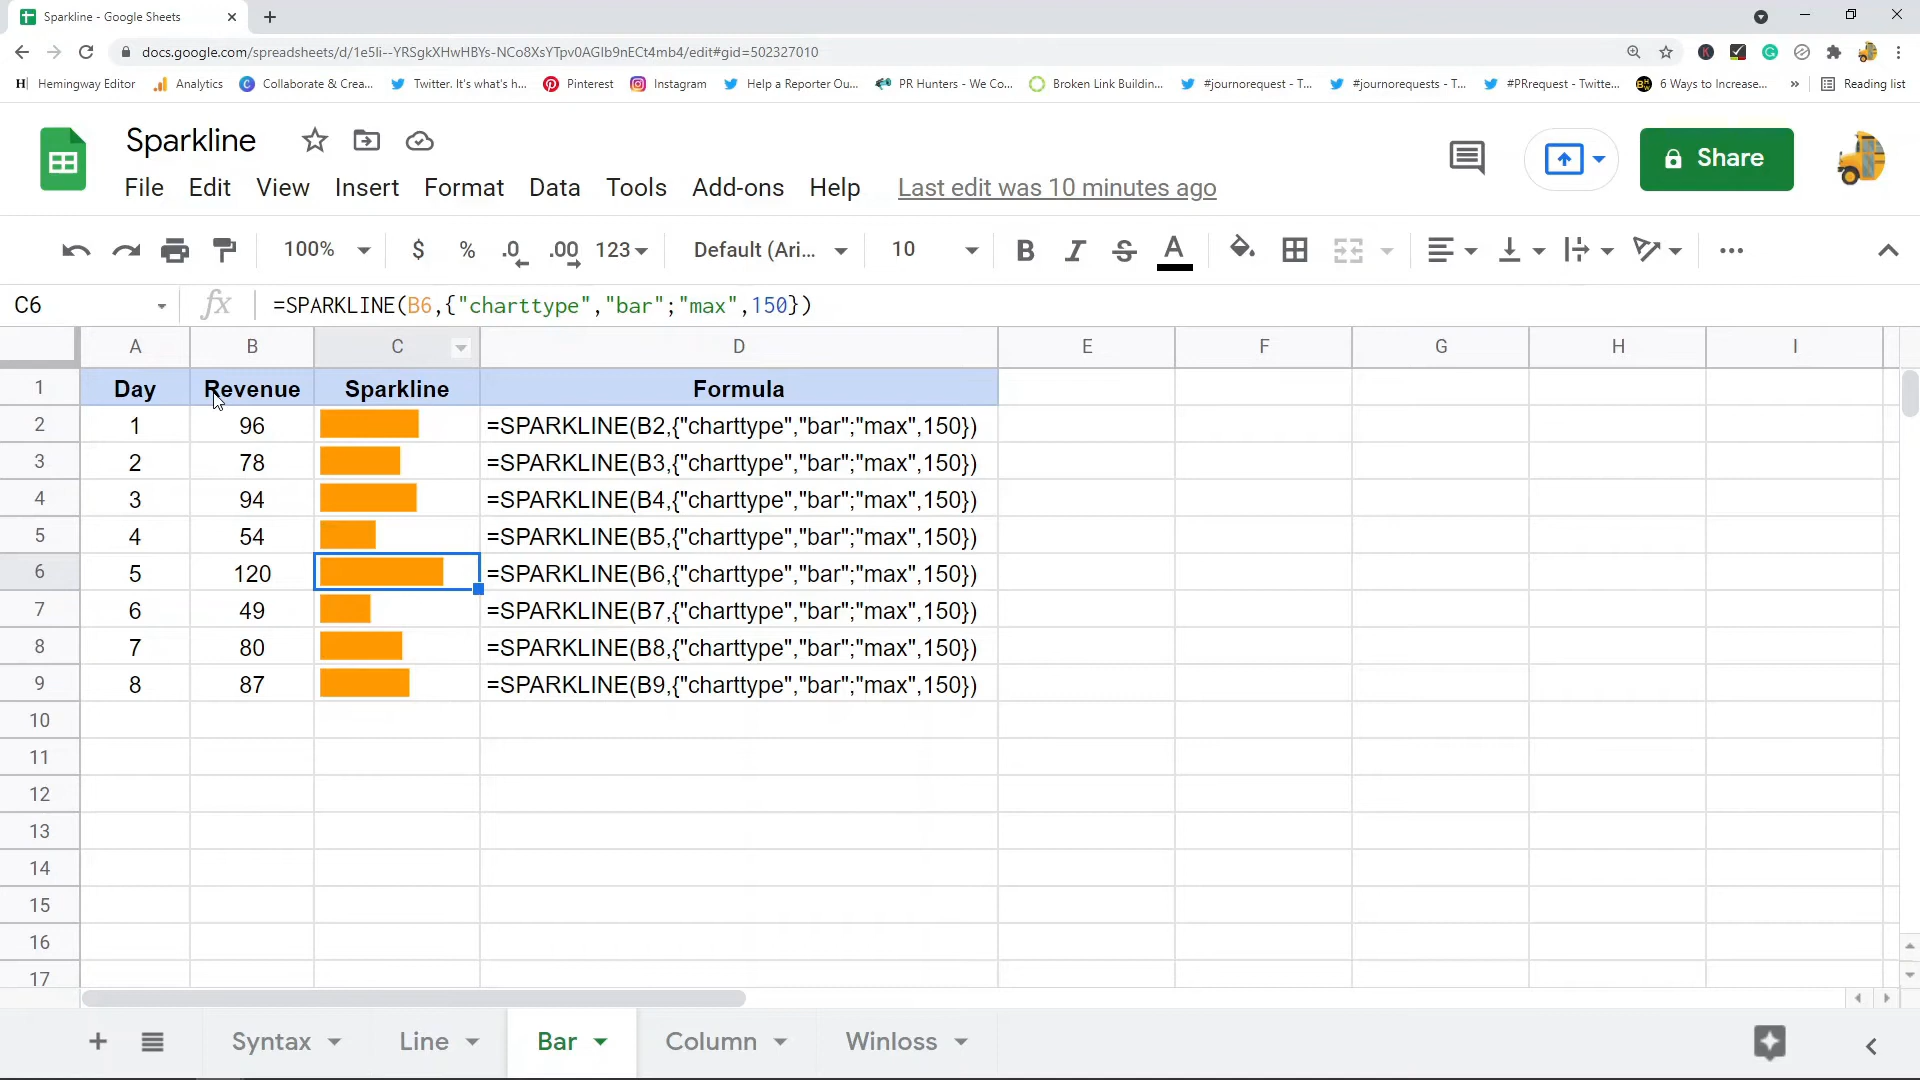 Sparkline - Google Sheets
docs.google.com/spreadsheets/d/1e5Ii--YRSgkXHwHBYs-NCo8XsYTpv0AGIb9nECt4mb4/edit#gid=502327010
Hemingway Editor Analytics Collaborate & Crea... Twitter. It's what's h... Pinterest Instagram Help a Reporter Ou... PR Hunters - We Co... Broken Link Building... #journorequest - T... #journorequests - T... #PRrequest - Twitte... 6 Ways to Increase... » Reading list
Sparkline
Share
File Edit View Insert Format Data Tools Add-ons Help Last edit was 10 minutes ago
100% $ % .0 .00 123 Default (Ari... 10 B I S A
C6 fx =SPARKLINE(B6,{"charttype","bar";"max",150})
A B C D E F G H I
1 Day Revenue Sparkline Formula
2 1 96 =SPARKLINE(B2,{"charttype","bar";"max",150})
3 2 78 =SPARKLINE(B3,{"charttype","bar";"max",150})
4 3 94 =SPARKLINE(B4,{"charttype","bar";"max",150})
5 4 54 =SPARKLINE(B5,{"charttype","bar";"max",150})
6 5 120 =SPARKLINE(B6,{"charttype","bar";"max",150})
7 6 49 =SPARKLINE(B7,{"charttype","bar";"max",150})
8 7 80 =SPARKLINE(B8,{"charttype","bar";"max",150})
9 8 87 =SPARKLINE(B9,{"charttype","bar";"max",150})
10
11
12
13
14
15
16
17
Syntax Line Bar Column Winloss